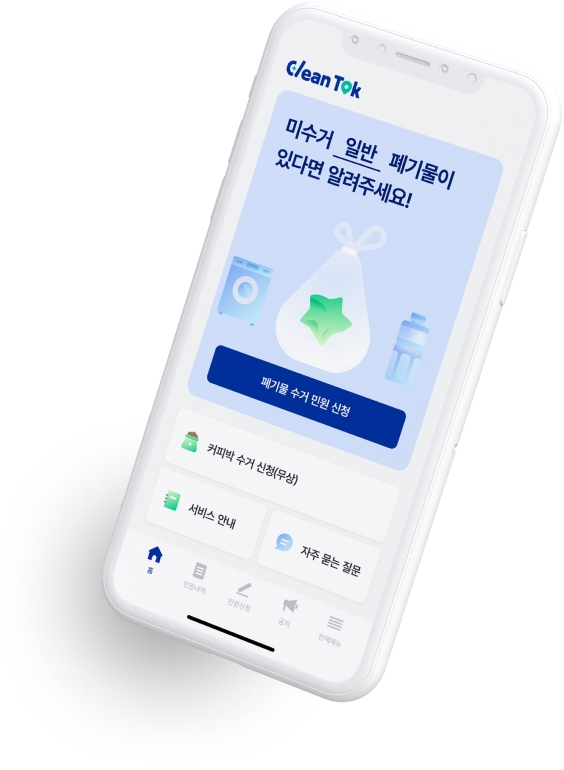 Clean Tok
미수거 일반 폐기물이
있다면 알려주세요!
폐기물 수거 민원 신청
커피박 수거 신청(무상)
서비스 안내
자주 묻는 질문
홈
민원내역
민원신청
공지
전체메뉴